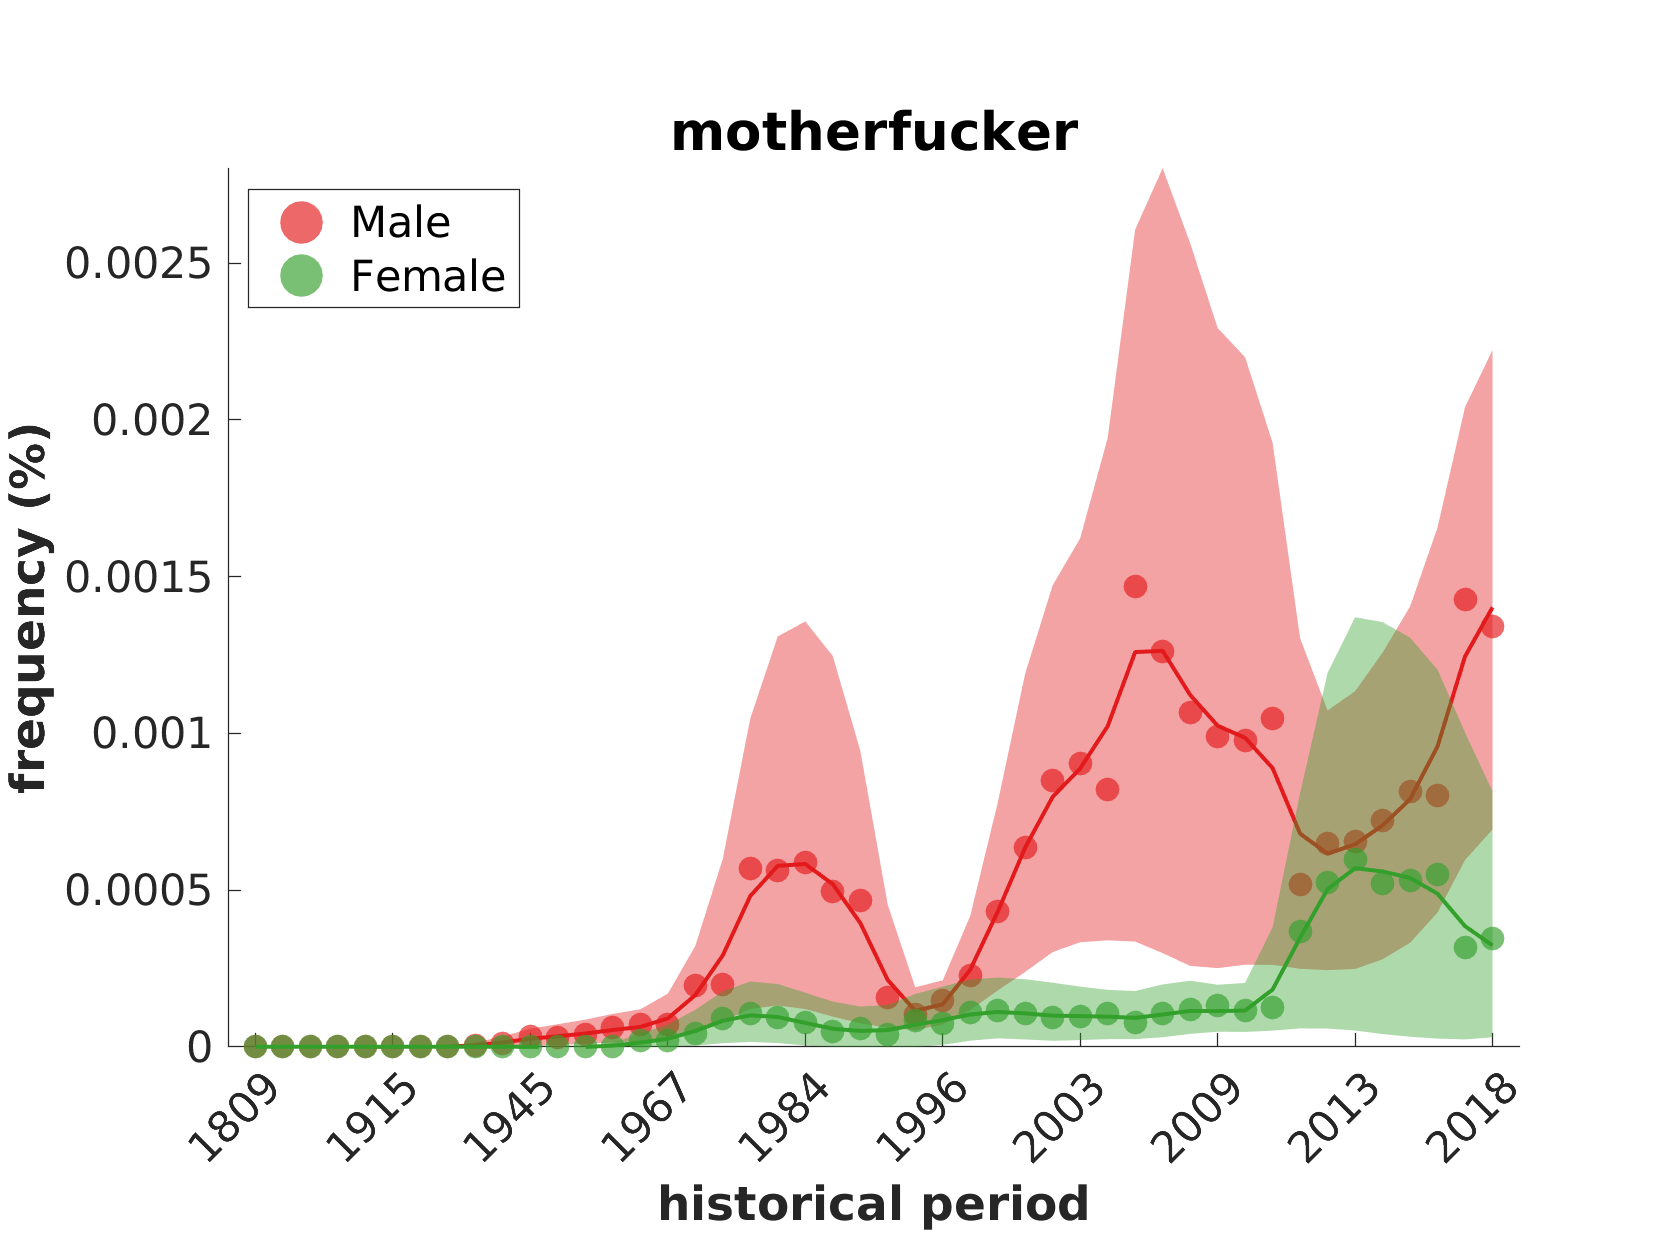 motherfucker
Male
Female
0.0025
0.002
0.0015
0.001
0.0005
0
frequency (%)
1809 1915 1945 1967 1984 1996 2003 2009 2013 2018
historical period